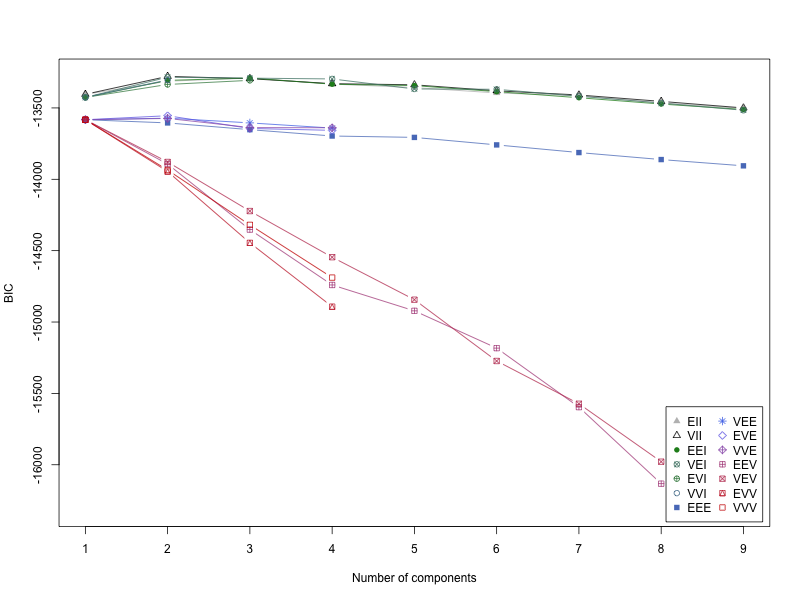 -13500
-14000
-14500
-15000
-15500
-16000
BIC
EII VEE
VII EVE
EEI VVE
VEI EEV
EVI VEV
VVI EVV
EEE VVV
1 2 3 4 5 6 7 8 9
Number of components